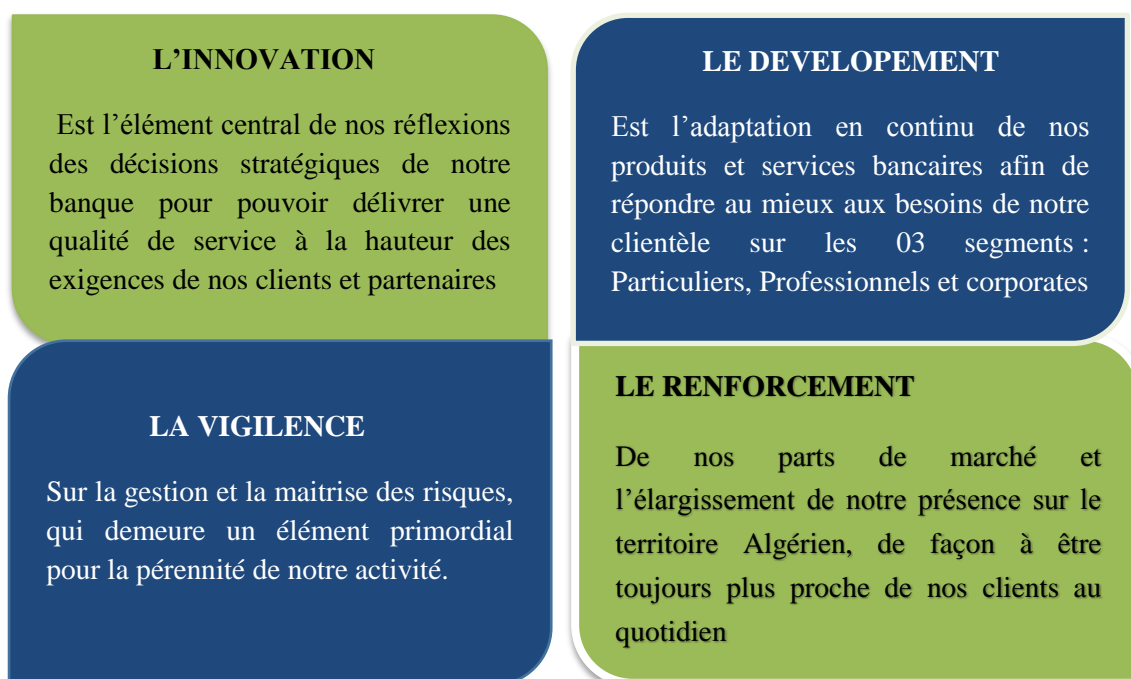 L’INNOVATION
Est l’élément central de nos réflexions
des décisions stratégiques de notre
banque pour pouvoir délivrer une
qualité de service à la hauteur des
exigences de nos clients et partenaires
LE DEVELOPEMENT
Est l’adaptation en continu de nos
produits et services bancaires afin de
répondre au mieux aux besoins de notre
clientèle sur les 03 segments :
Particuliers, Professionnels et corporates
LA VIGILENCE
Sur la gestion et la maitrise des risques,
qui demeure un élément primordial
pour la pérennité de notre activité.
LE RENFORCEMENT
De nos parts de marché et
l’élargissement de notre présence sur le
territoire Algérien, de façon à être
toujours plus proche de nos clients au
quotidien